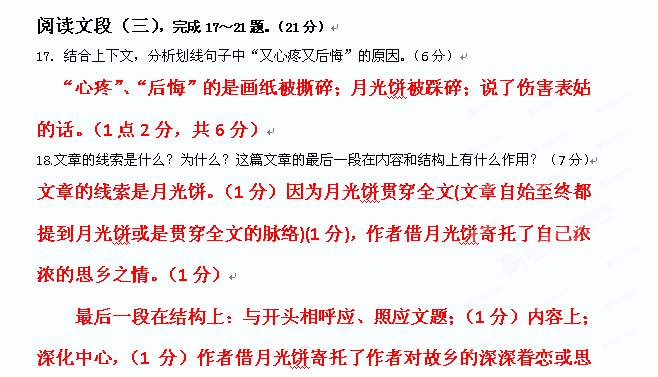 阅读文段（三），完成17～21题。（21分）
17．结合上下文，分析划线句子中“又心疼又后悔”的原因。（6分）
“心疼”、“后悔”的是画纸被撕碎；月光饼被踩碎；说了伤害表姑
的话。（1点2分，共6分）
18.文章的线索是什么？为什么？这篇文章的最后一段在内容和结构上有什么作用？（7分）
文章的线索是月光饼。（1分）因为月光饼贯穿全文(文章自始至终都
提到月光饼或是贯穿全文的脉络)(1分)，作者借月光饼寄托了自己浓
浓的思乡之情。（1分）
最后一段在结构上：与开头相呼应、照应文题；（1分）内容上；
深化中心，（1 分）作者借月光饼寄托了作者对故乡的深深眷恋或思